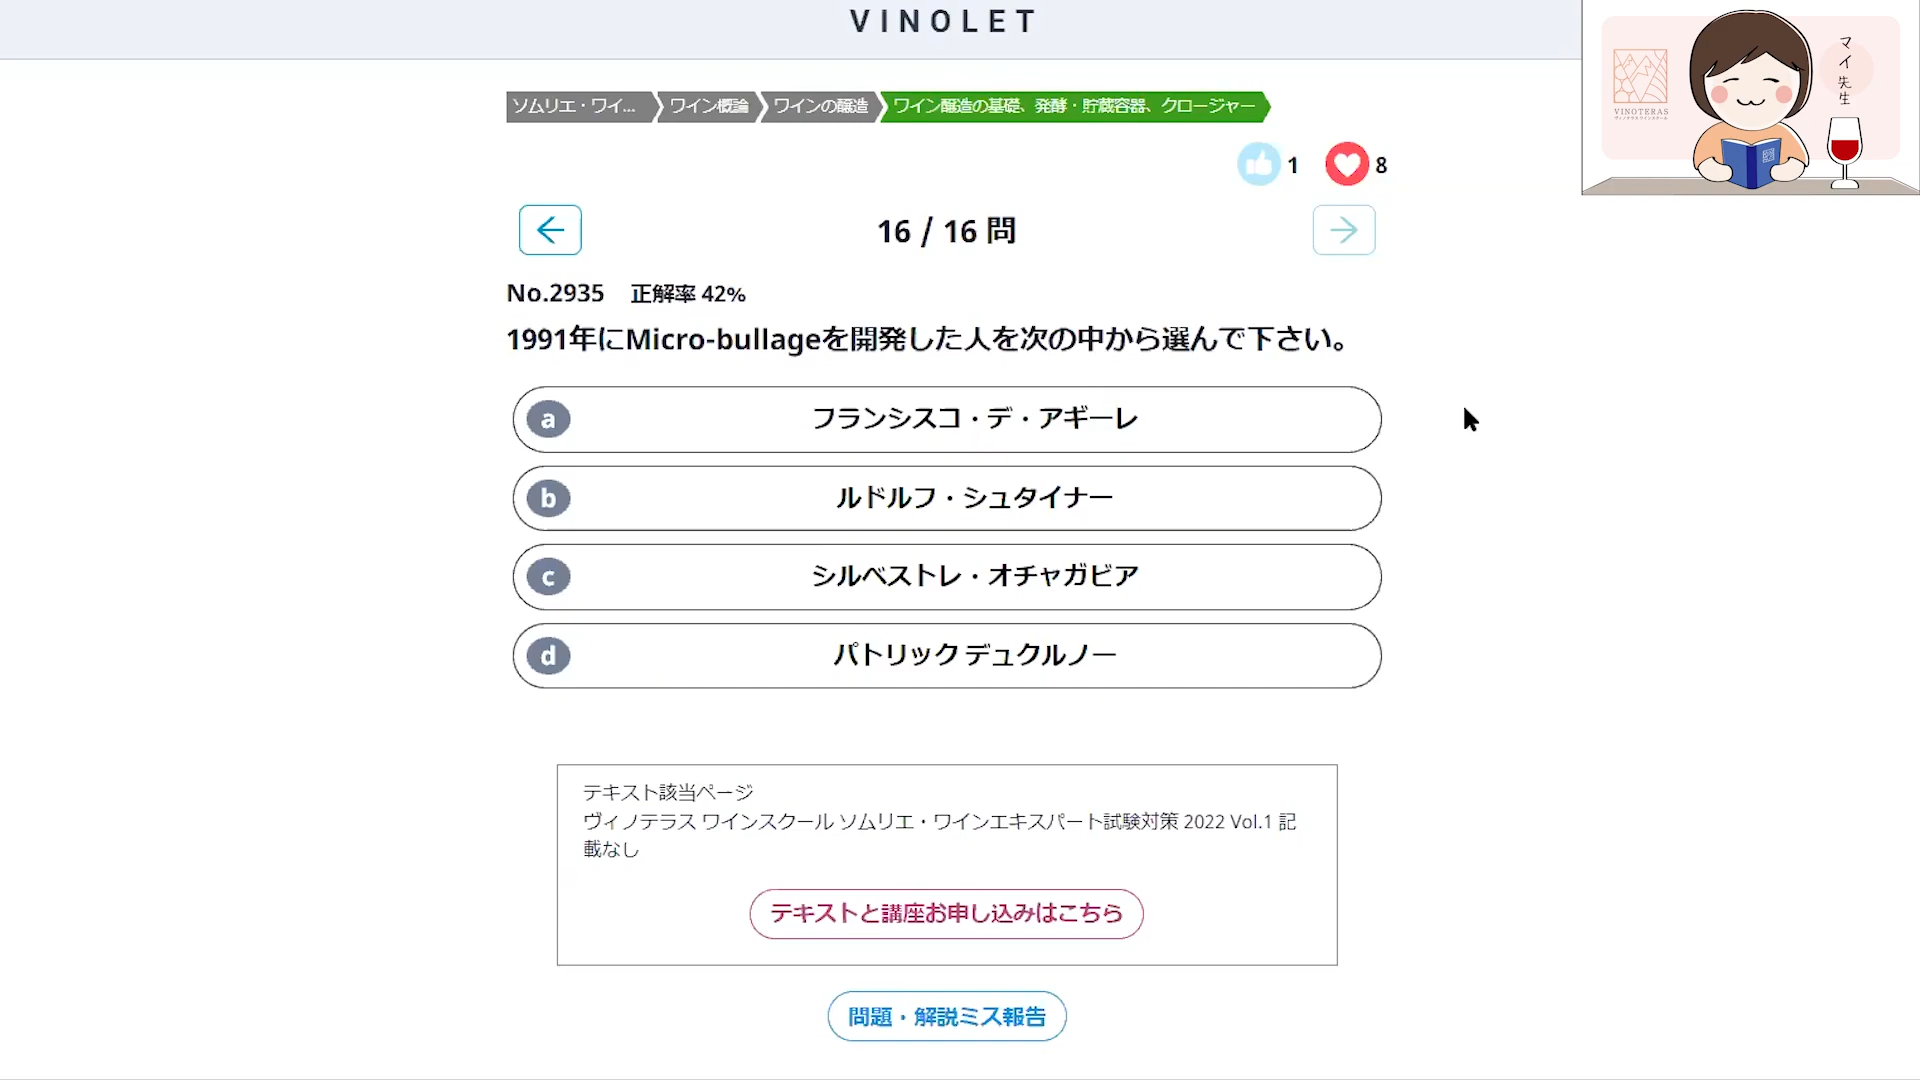 VINOLET
マイ先生
VINOTERAS
ソムリエ・ワイ... ワイン概論 ワインの醸造 ワイン醸造の基礎、発酵・貯蔵容器、クロージャー
1 8
16 / 16 問
No.2935 正解率 42%
1991年にMicro-bullageを開発した人を次の中から選んで下さい。
a フランシスコ・デ・アギーレ
b ルドルフ・シュタイナー
c シルベストレ・オチャガビア
d パトリック デュクルノー
テキスト該当ページ
ヴィノテラス ワインスクール ソムリエ・ワインエキスパート試験対策 2022 Vol.1 記
載なし
テキストと講座お申し込みはこちら
問題・解説ミス報告